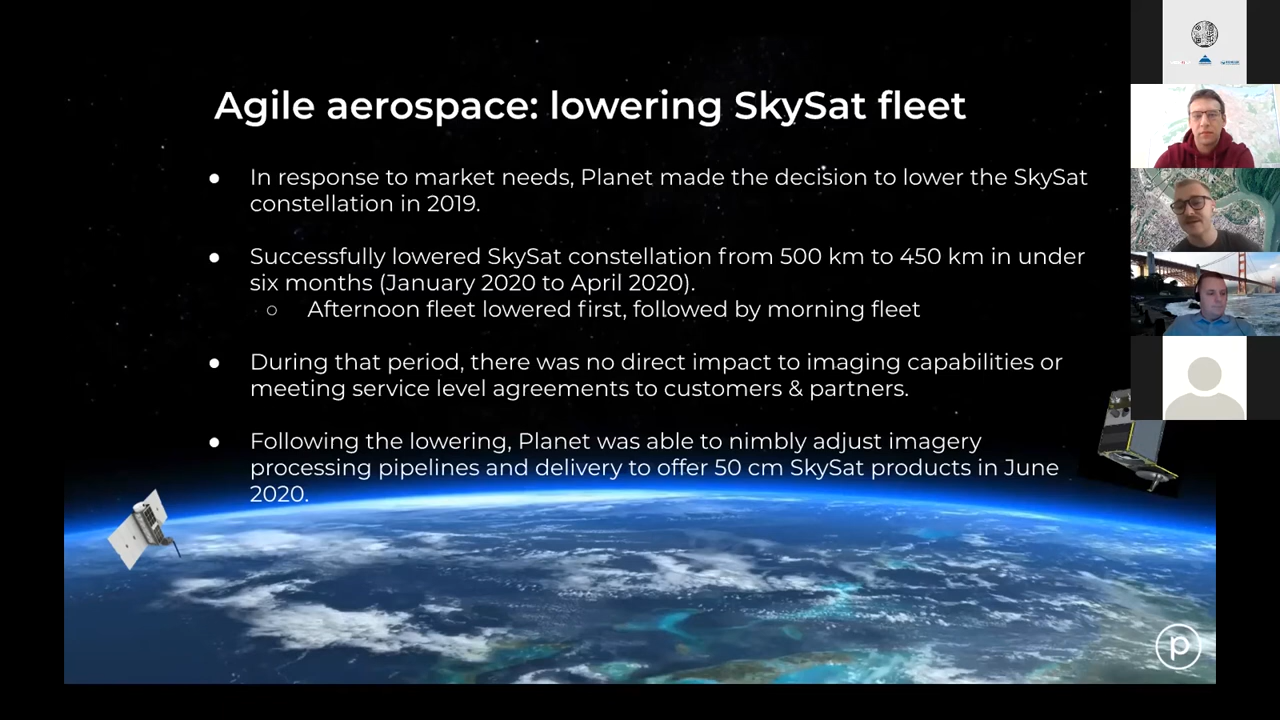 Agile aerospace: lowering SkySat fleet
● In response to market needs, Planet made the decision to lower the SkySat
constellation in 2019.
● Successfully lowered SkySat constellation from 500 km to 450 km in under
six months (January 2020 to April 2020).
○ Afternoon fleet lowered first, followed by morning fleet
● During that period, there was no direct impact to imaging capabilities or
meeting service level agreements to customers & partners.
● Following the lowering, Planet was able to nimbly adjust imagery
processing pipelines and delivery to offer 50 cm SkySat products in June
2020.
p